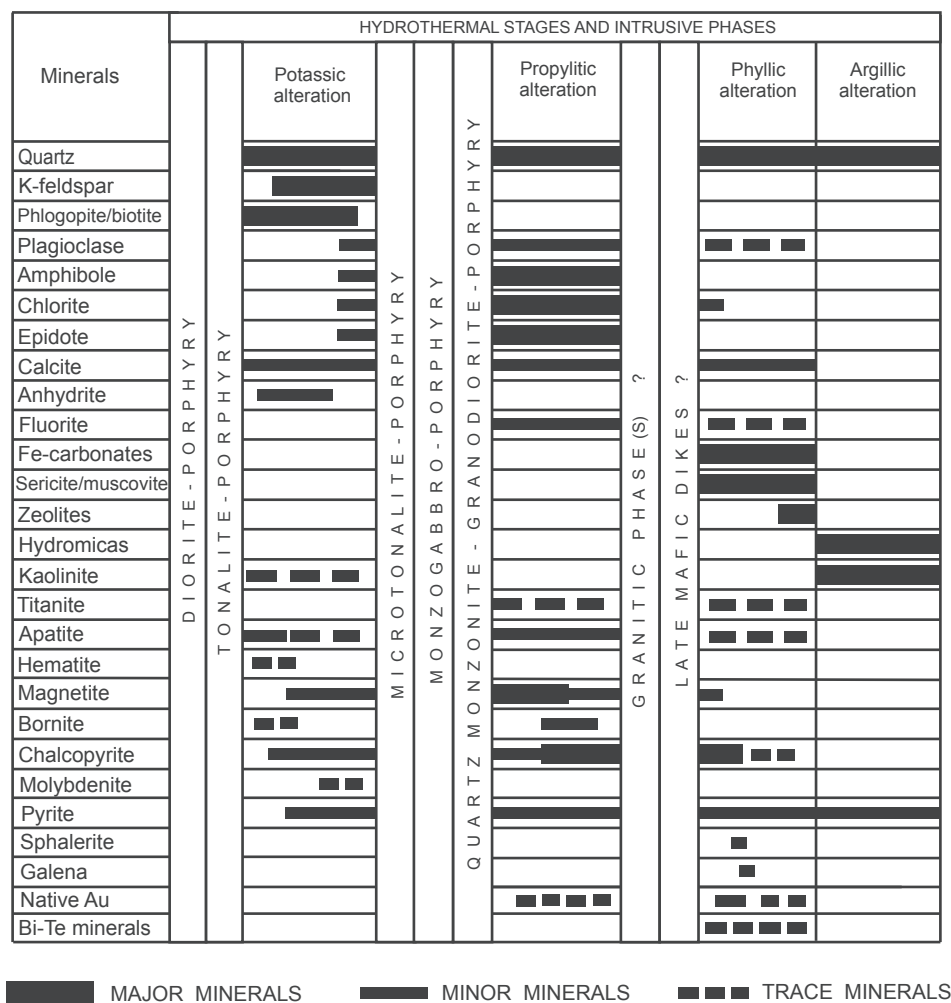 HYDROTHERMAL STAGES AND INTRUSIVE PHASES
Minerals
Potassic
alteration
Propylitic
alteration
Phyllic
alteration
Argillic
alteration
DIORITE-PORPHYRY
TONALITE-PORPHYRY
MICROTONALITE-PORPHYRY
MONZOGABBRO-PORPHYRY
QUARTZ MONZONITE-GRANODIORITE-PORPHYRY
GRANITIC PHASE(S) ?
LATE MAFIC DIKES ?
Quartz
K-feldspar
Phlogopite/biotite
Plagioclase
Amphibole
Chlorite
Epidote
Calcite
Anhydrite
Fluorite
Fe-carbonates
Sericite/muscovite
Zeolites
Hydromicas
Kaolinite
Titanite
Apatite
Hematite
Magnetite
Bornite
Chalcopyrite
Molybdenite
Pyrite
Sphalerite
Galena
Native Au
Bi-Te minerals
MAJOR MINERALS
MINOR MINERALS
TRACE MINERALS